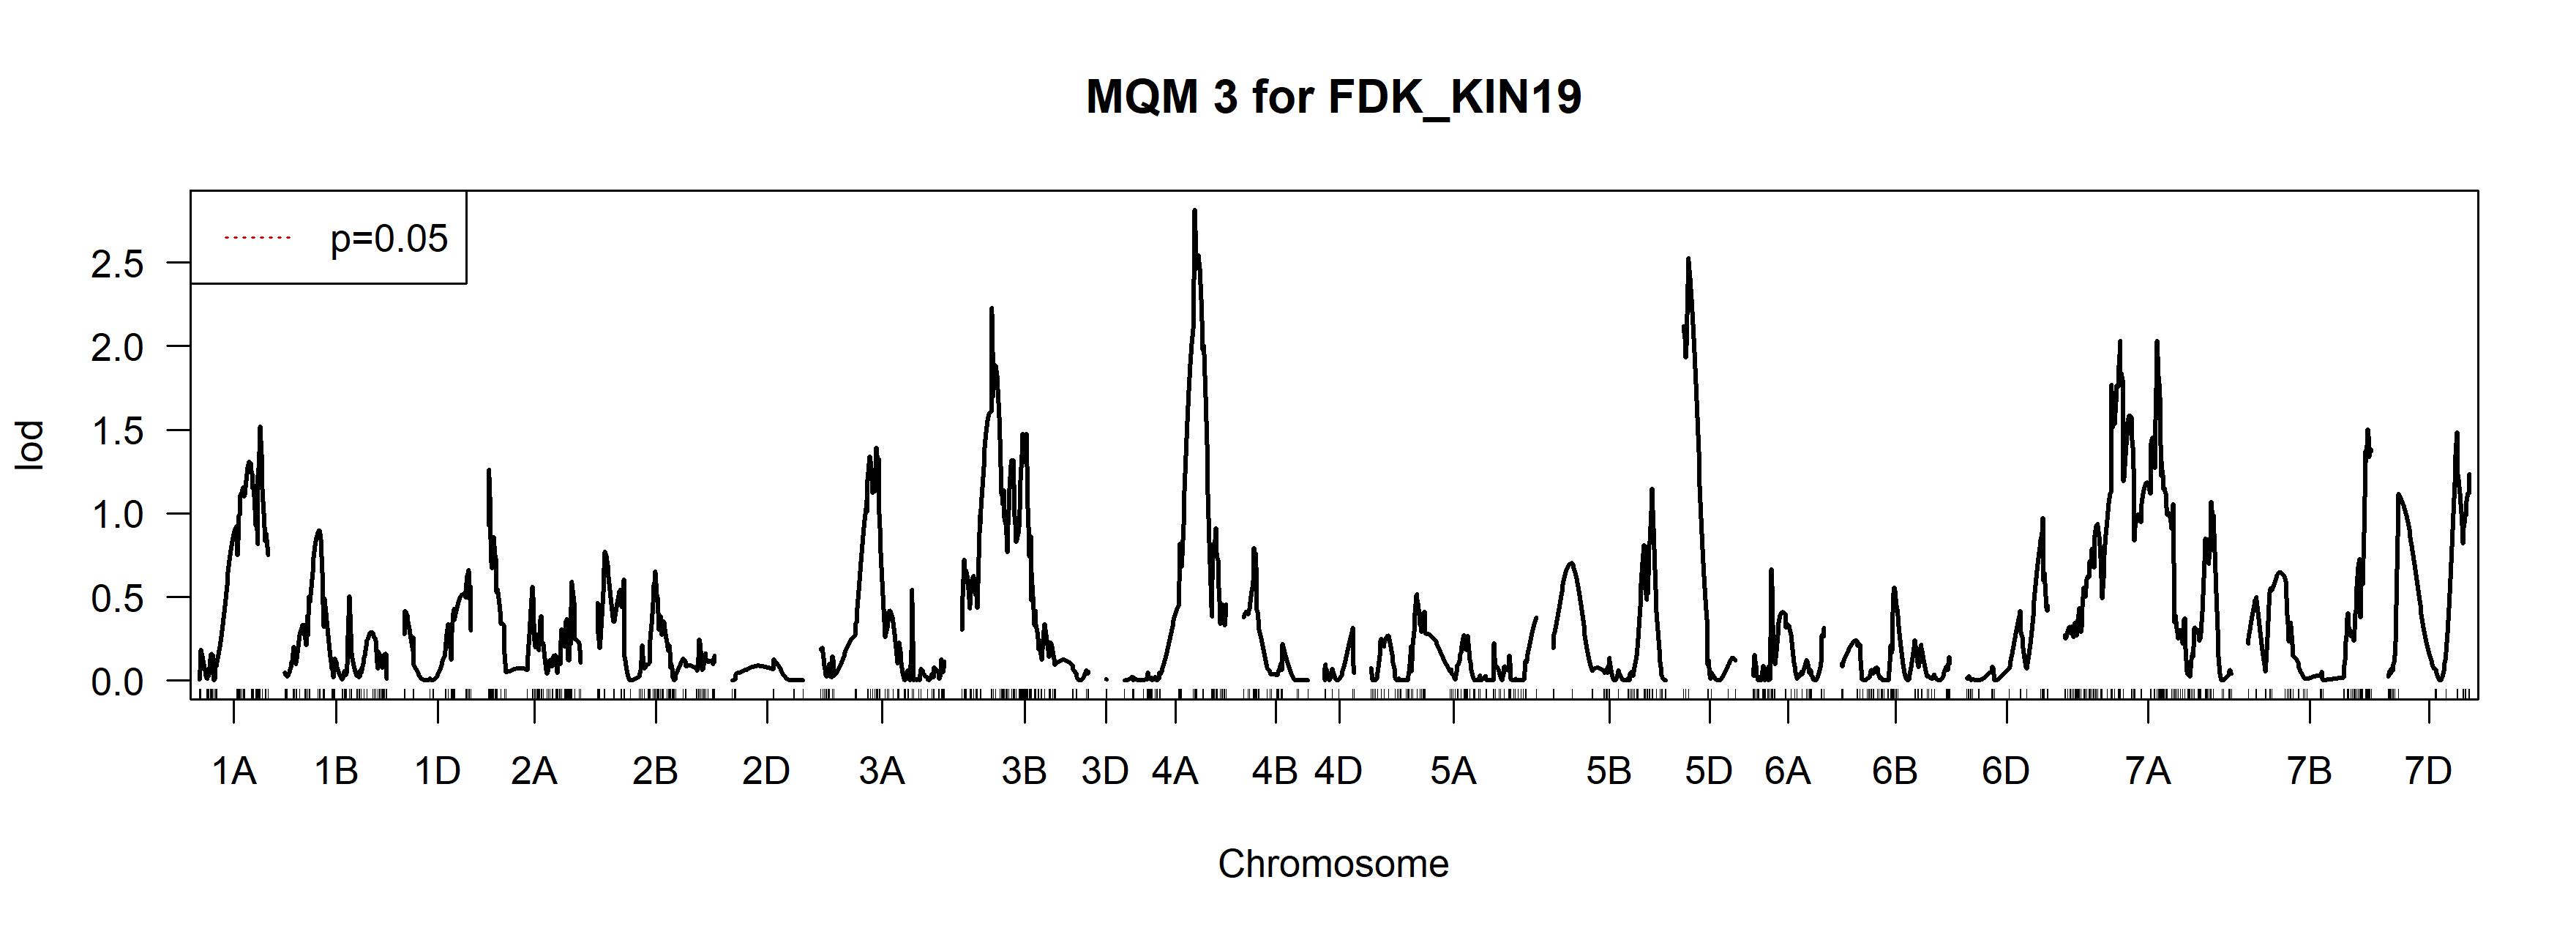 MQM 3 for FDK_KIN19
p=0.05
2.5
2.0
1.5
1.0
0.5
0.0
lod
1A 1B 1D 2A 2B 2D 3A 3B 3D 4A 4B 4D 5A 5B 5D 6A 6B 6D 7A 7B 7D
Chromosome